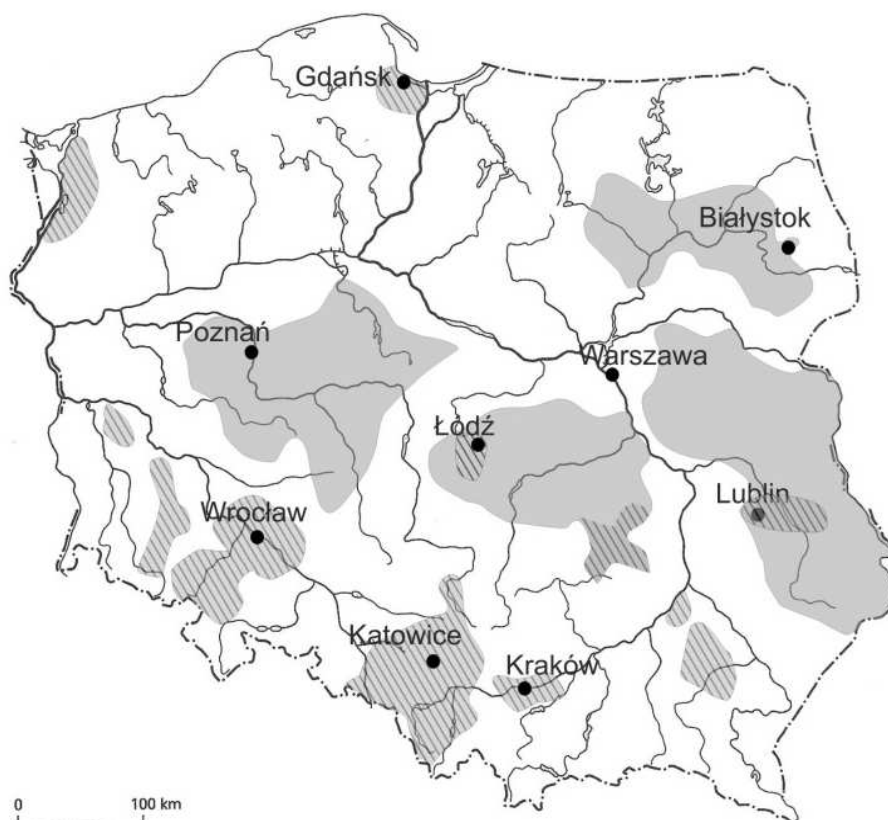 Gdańsk
Białystok
Poznań
Warszawa
Łódź
Lublin
Wrocław
Katowice
Kraków
0 100 km